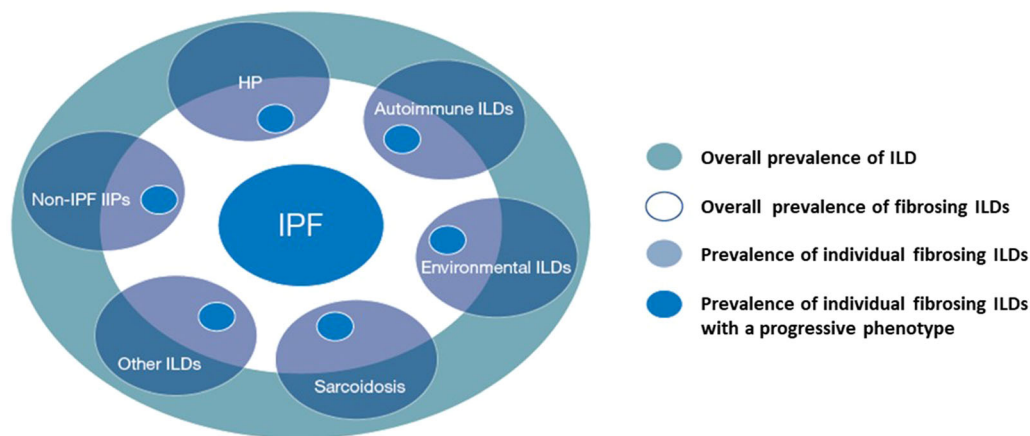 HP
Autoimmune ILDs
Non-IPF IIPs
IPF
Environmental ILDs
Other ILDs
Sarcoidosis
Overall prevalence of ILD
Overall prevalence of fibrosing ILDs
Prevalence of individual fibrosing ILDs
Prevalence of individual fibrosing ILDs
with a progressive phenotype